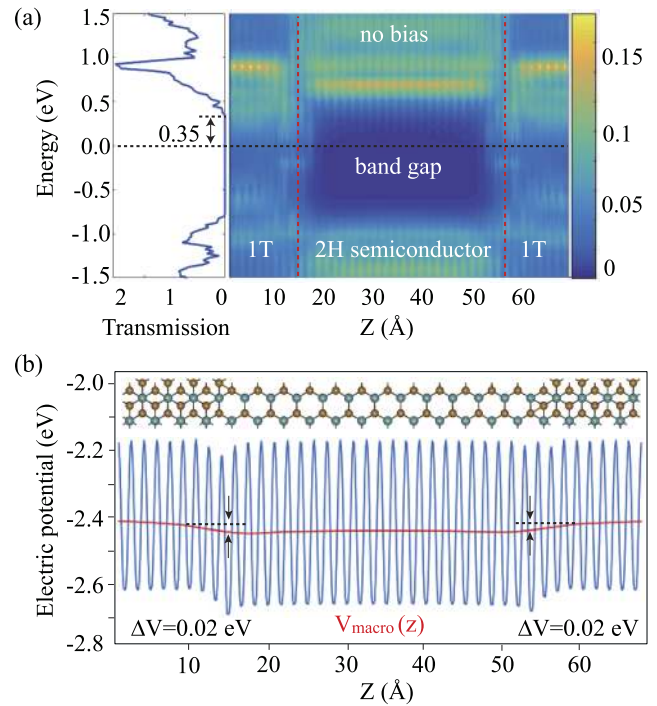 (a)
1.5
1.0
0.5
0.0
-0.5
-1.0
-1.5
Energy (eV)
0.35
2 1 0
Transmission
no bias
band gap
1T
2H semiconductor
1T
10 20 30 40 50 60
Z (Å)
0.15
0.1
0.05
0
(b)
-2.0
-2.2
-2.4
-2.6
-2.8
Electric potential (eV)
ΔV=0.02 eV
V_macro (z)
ΔV=0.02 eV
10 20 30 40 50 60
Z (Å)